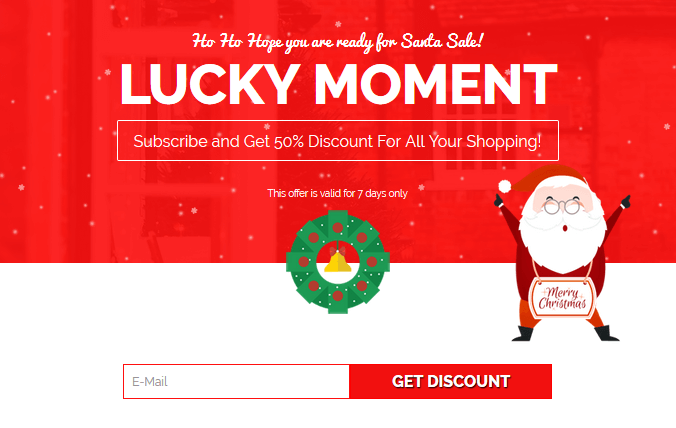 Ho Ho Hope you are ready for Santa Sale!
LUCKY MOMENT
Subscribe and Get 50% Discount For All Your Shopping!
This offer is valid for 7 days only
Merry
Christmas
E-Mail
GET DISCOUNT